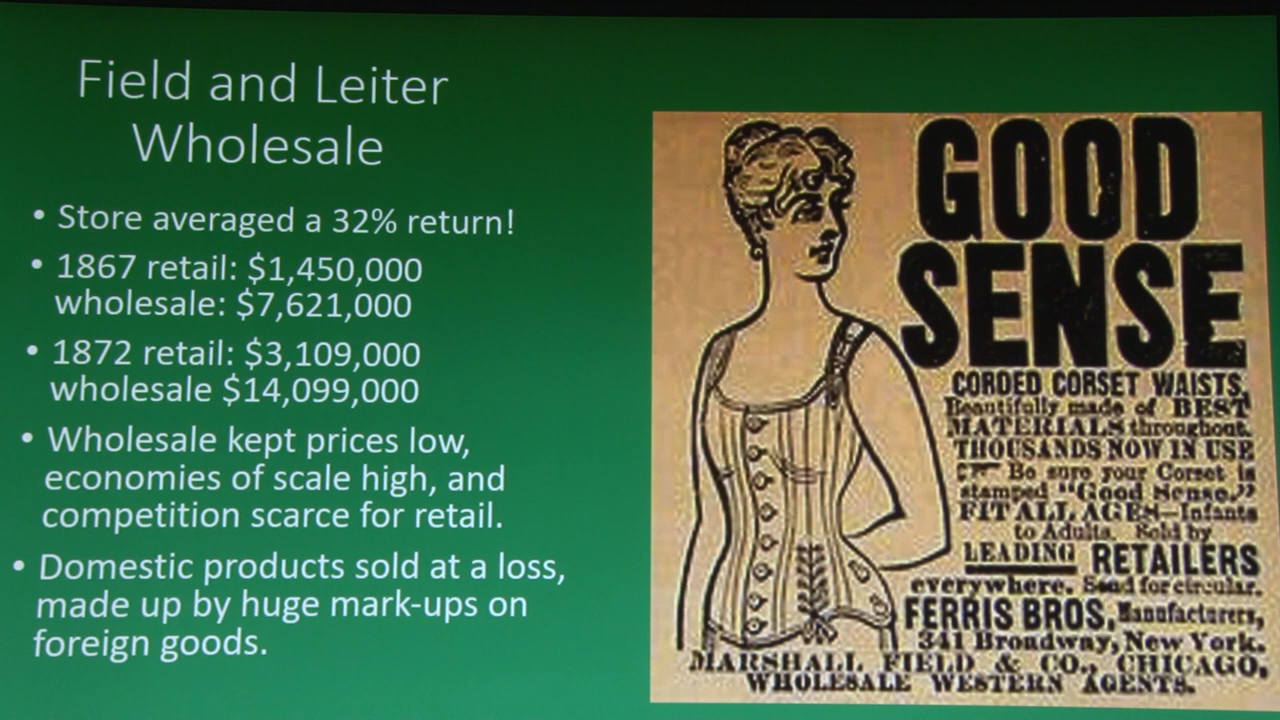 Field and Leiter
Wholesale
• Store averaged a 32% return!
• 1867 retail: $1,450,000
wholesale: $7,621,000
• 1872 retail: $3,109,000
wholesale $14,099,000
• Wholesale kept prices low,
economies of scale high, and
competition scarce for retail.
• Domestic products sold at a loss,
made up by huge mark-ups on
foreign goods.
GOOD
SENSE
CORDED CORSET WAISTS.
Beautifully made of BEST
MATERIALS throughout.
THOUSANDS NOW IN USE
☞ Be sure your Corset is
stamped "Good Sense."
FIT ALL AGES—Infants
to Adults. Sold by
LEADING RETAILERS
everywhere. Send for circular.
FERRIS BROS., Manufacturers,
341 Broadway, New York.
MARSHALL FIELD & CO., CHICAGO,
WHOLESALE WESTERN AGENTS.